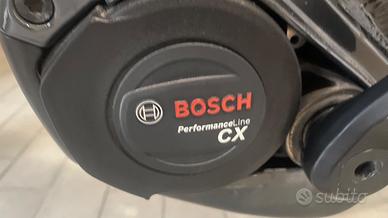 BOSCH
PerformanceLine
CX
subito